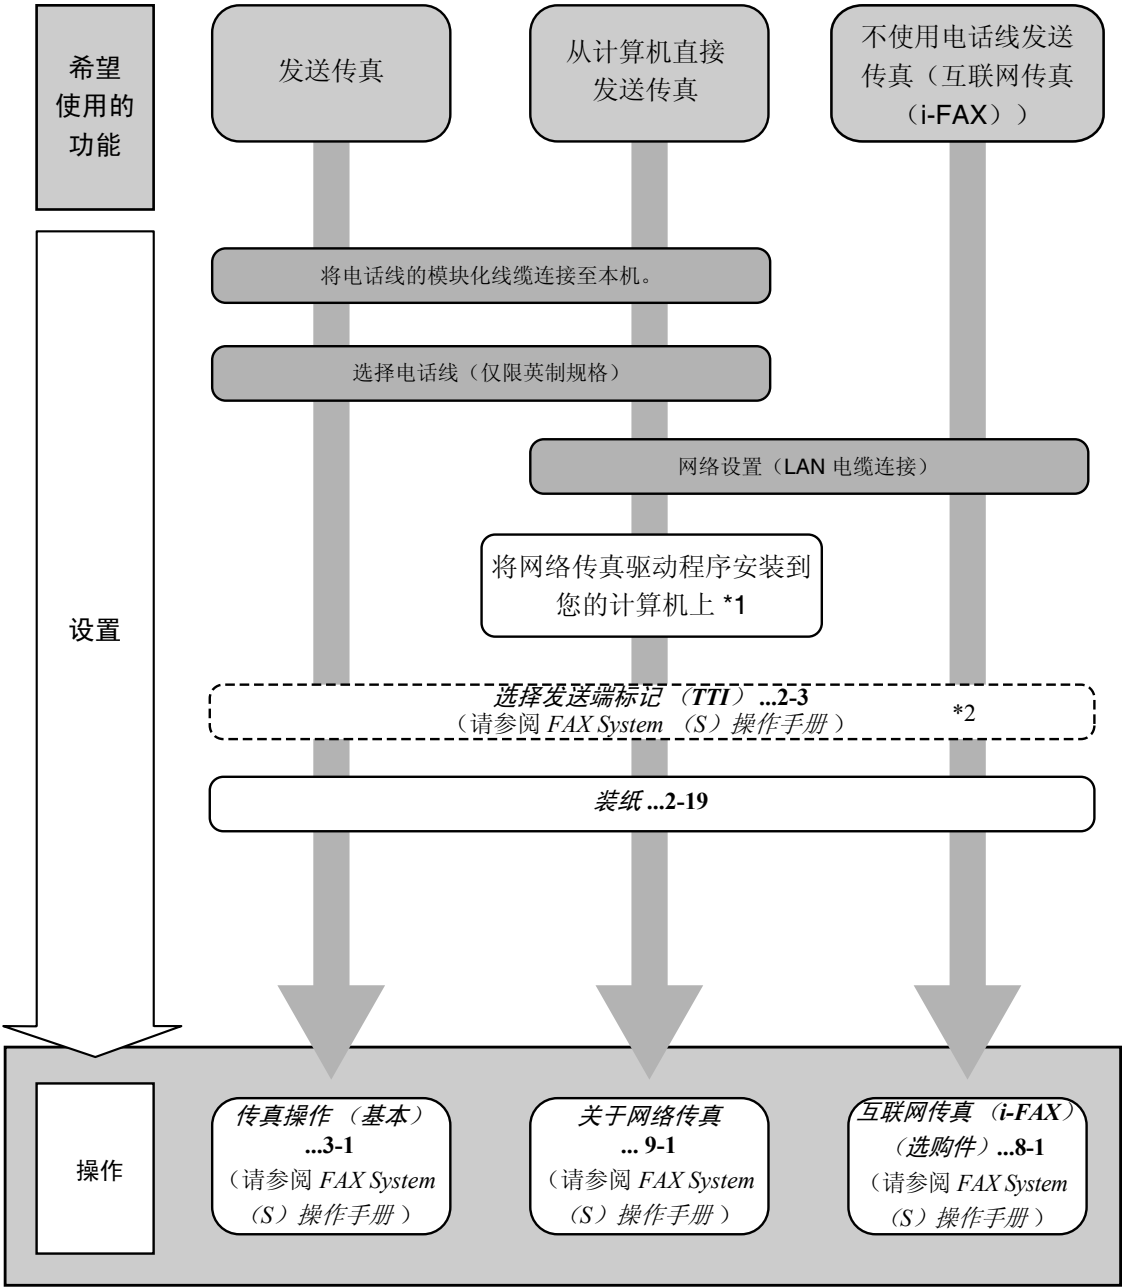 希望
使用的
功能
发送传真
从计算机直接
发送传真
不使用电话线发送
传真（互联网传真
（i-FAX））
设置
将电话线的模块化线缆连接至本机。
选择电话线（仅限英制规格）
网络设置（LAN 电缆连接）
将网络传真驱动程序安装到
您的计算机上 *1
选择发送端标记 （TTI）...2-3
（请参阅 FAX System （S）操作手册 ）
*2
装纸 ...2-19
操作
传真操作 （基本）
...3-1
（请参阅 FAX System
（S）操作手册 ）
关于网络传真
... 9-1
（请参阅 FAX System
（S）操作手册 ）
互联网传真 （i-FAX）
（选购件）...8-1
（请参阅 FAX System
（S）操作手册 ）